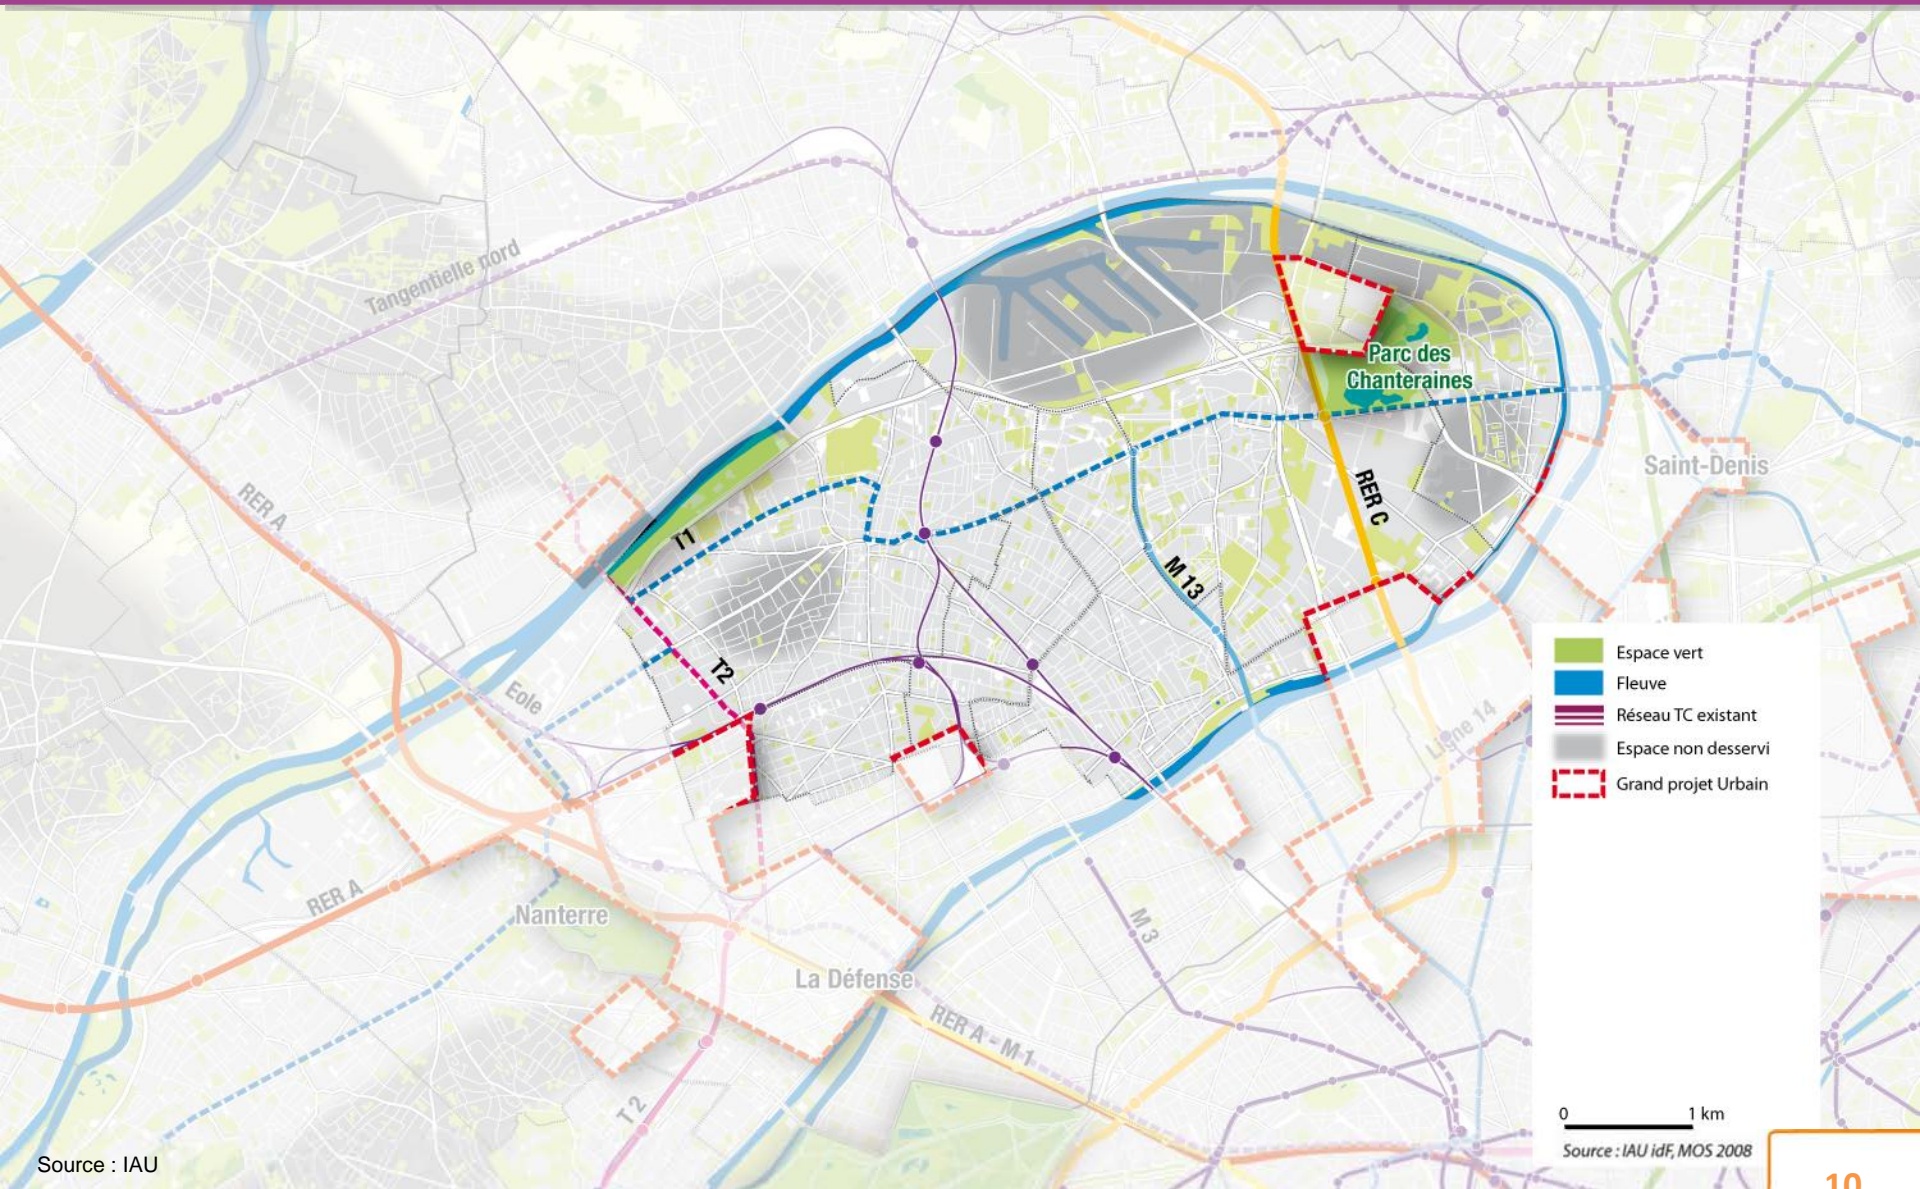 Tangentielle nord
RER A
Parc des
Chanteraines
Saint-Denis
T1
RER C
M 13
T2
Eole
Ligne 14
RER A
Nanterre
M 3
La Défense
RER A - M 1
T 2
Espace vert
Fleuve
Réseau TC existant
Espace non desservi
Grand projet Urbain
0 1 km
Source : IAU idF, MOS 2008
Source : IAU
10